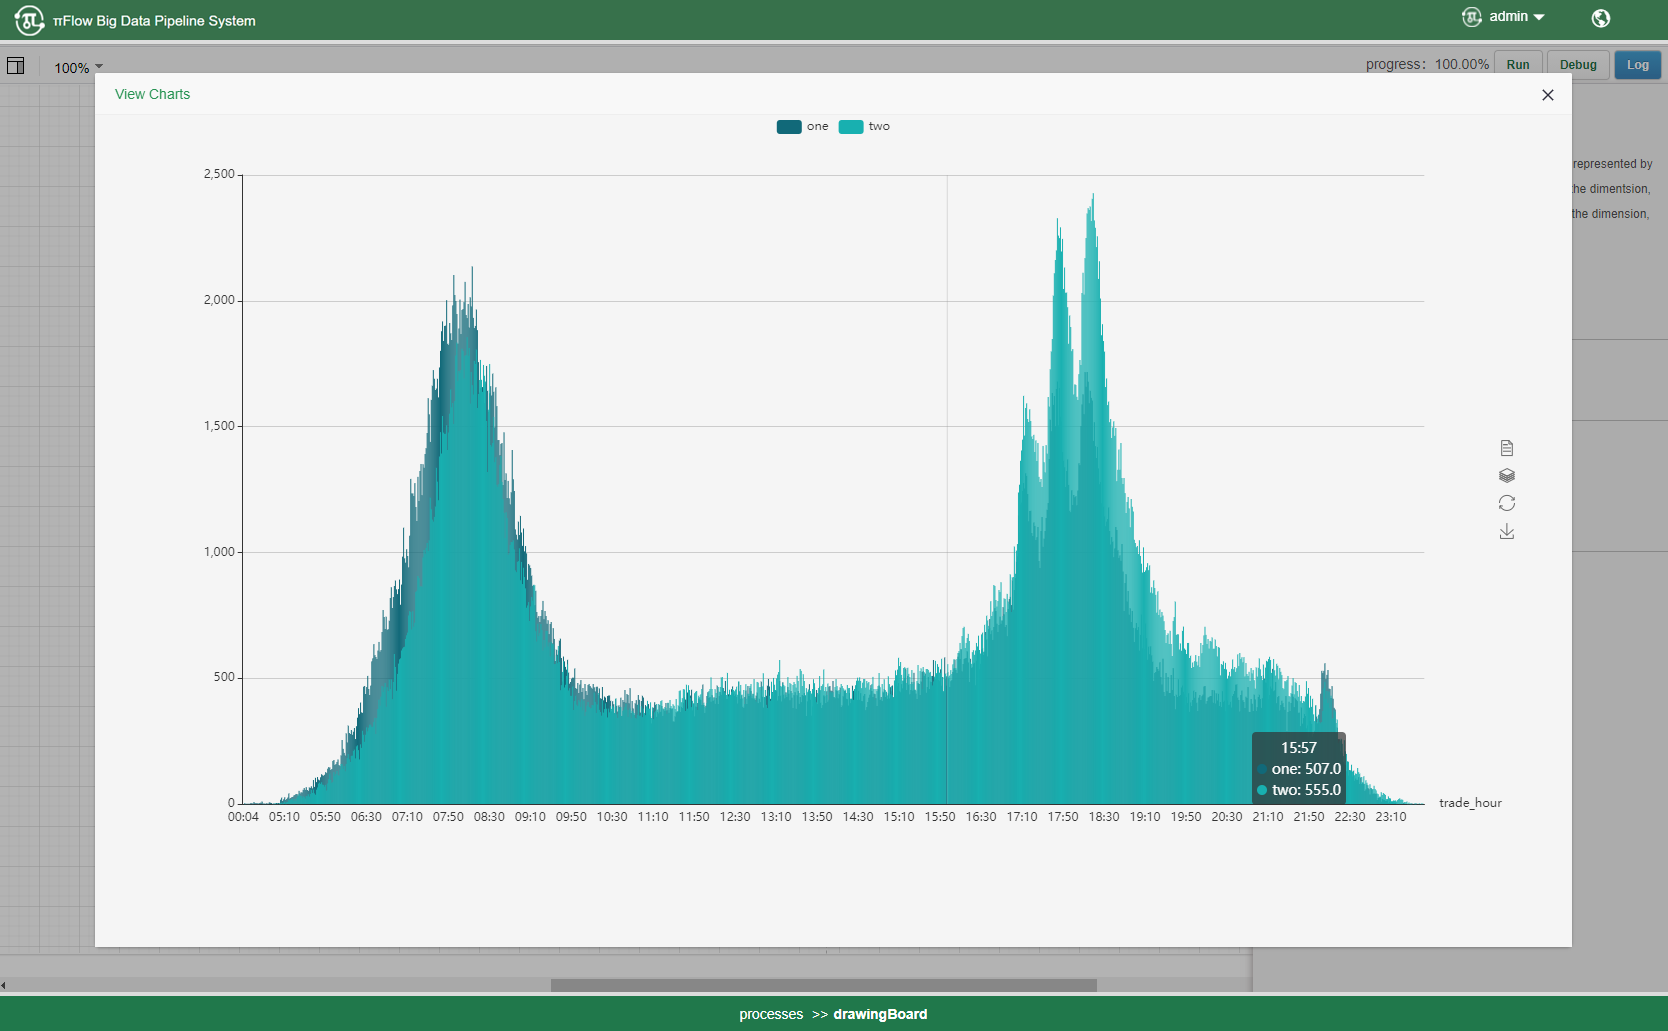 πFlow Big Data Pipeline System
admin
100%
progress: 100.00%
Run
Debug
Log
View Charts
one
two
represented by
the dimentsion,
the dimension,
2,500
2,000
1,500
1,000
500
0
15:57
one: 507.0
two: 555.0
trade_hour
00:04 05:10 05:50 06:30 07:10 07:50 08:30 09:10 09:50 10:30 11:10 11:50 12:30 13:10 13:50 14:30 15:10 15:50 16:30 17:10 17:50 18:30 19:10 19:50 20:30 21:10 21:50 22:30 23:10
processes >> drawingBoard